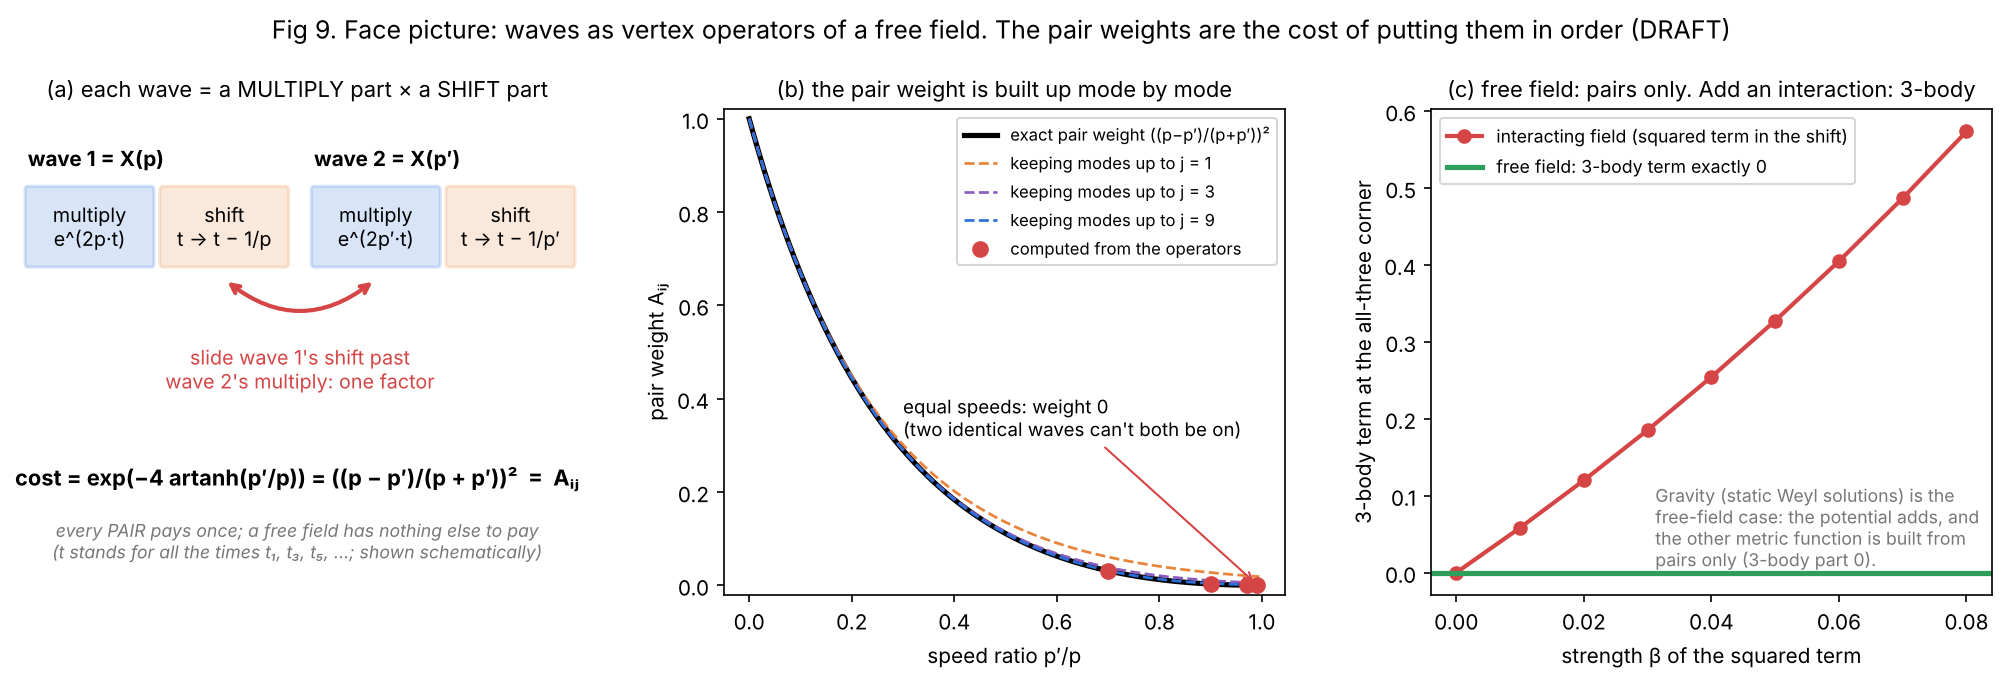 Fig 9. Face picture: waves as vertex operators of a free field. The pair weights are the cost of putting them in order (DRAFT)
(a) each wave = a MULTIPLY part × a SHIFT part
wave 1 = X(p)
wave 2 = X(p′)
multiply
e^(2p·t)
shift
t → t − 1/p
multiply
e^(2p′·t)
shift
t → t − 1/p′
slide wave 1's shift past
wave 2's multiply: one factor
cost = exp(−4 artanh(p′/p)) = ((p − p′)/(p + p′))² = Aᵢⱼ
every PAIR pays once; a free field has nothing else to pay
(t stands for all the times t₁, t₃, t₅, ...; shown schematically)
(b) the pair weight is built up mode by mode
exact pair weight ((p−p′)/(p+p′))²
keeping modes up to j = 1
keeping modes up to j = 3
keeping modes up to j = 9
computed from the operators
equal speeds: weight 0
(two identical waves can't both be on)
pair weight Aᵢⱼ
1.0
0.8
0.6
0.4
0.2
0.0
0.0 0.2 0.4 0.6 0.8 1.0
speed ratio p′/p
(c) free field: pairs only. Add an interaction: 3-body
interacting field (squared term in the shift)
free field: 3-body term exactly 0
3-body term at the all-three corner
0.6
0.5
0.4
0.3
0.2
0.1
0.0
Gravity (static Weyl solutions) is the
free-field case: the potential adds, and
the other metric function is built from
pairs only (3-body part 0).
0.00 0.02 0.04 0.06 0.08
strength β of the squared term